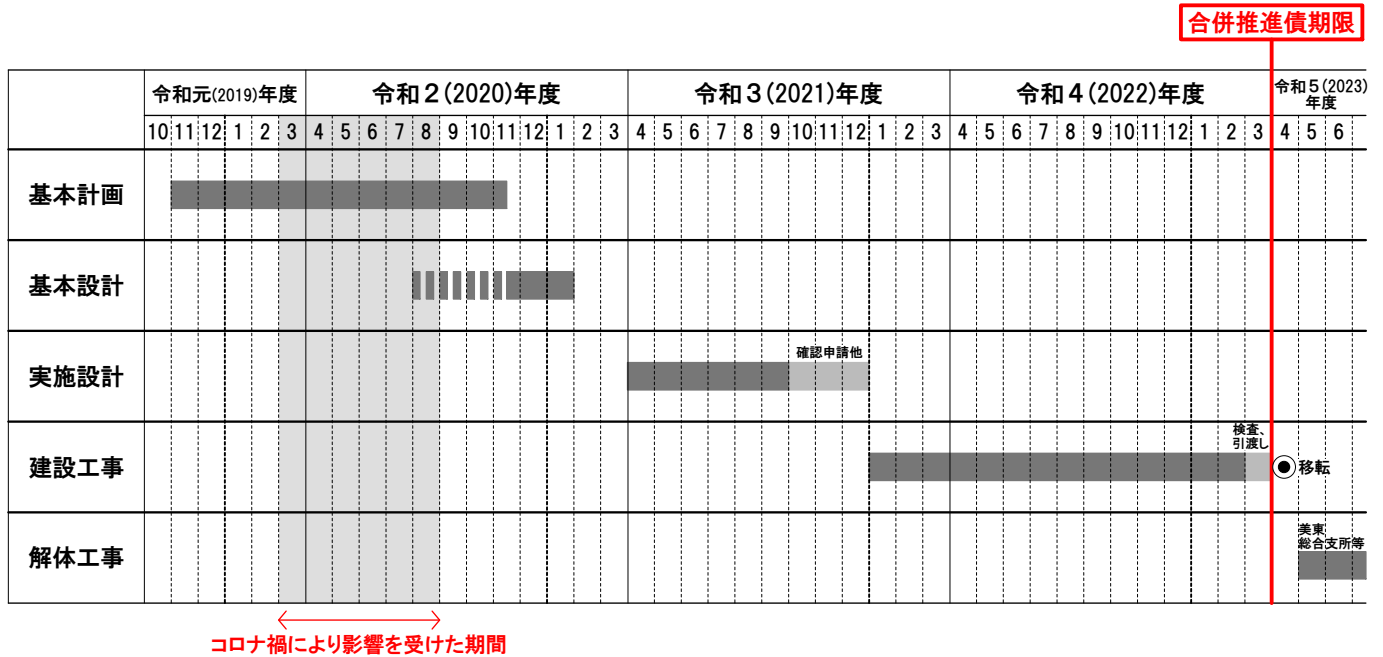 合併推進債期限
令和元(2019)年度 令和２(2020)年度 令和３(2021)年度 令和４(2022)年度 令和５(2023)
年度
10 11 12 1 2 3 4 5 6 7 8 9 10 11 12 1 2 3 4 5 6 7 8 9 10 11 12 1 2 3 4 5 6 7 8 9 10 11 12 1 2 3 4 5 6
基本計画
基本設計
実施設計
確認申請他
建設工事
検査、
引渡し
移転
解体工事
美東
総合支所等
コロナ禍により影響を受けた期間